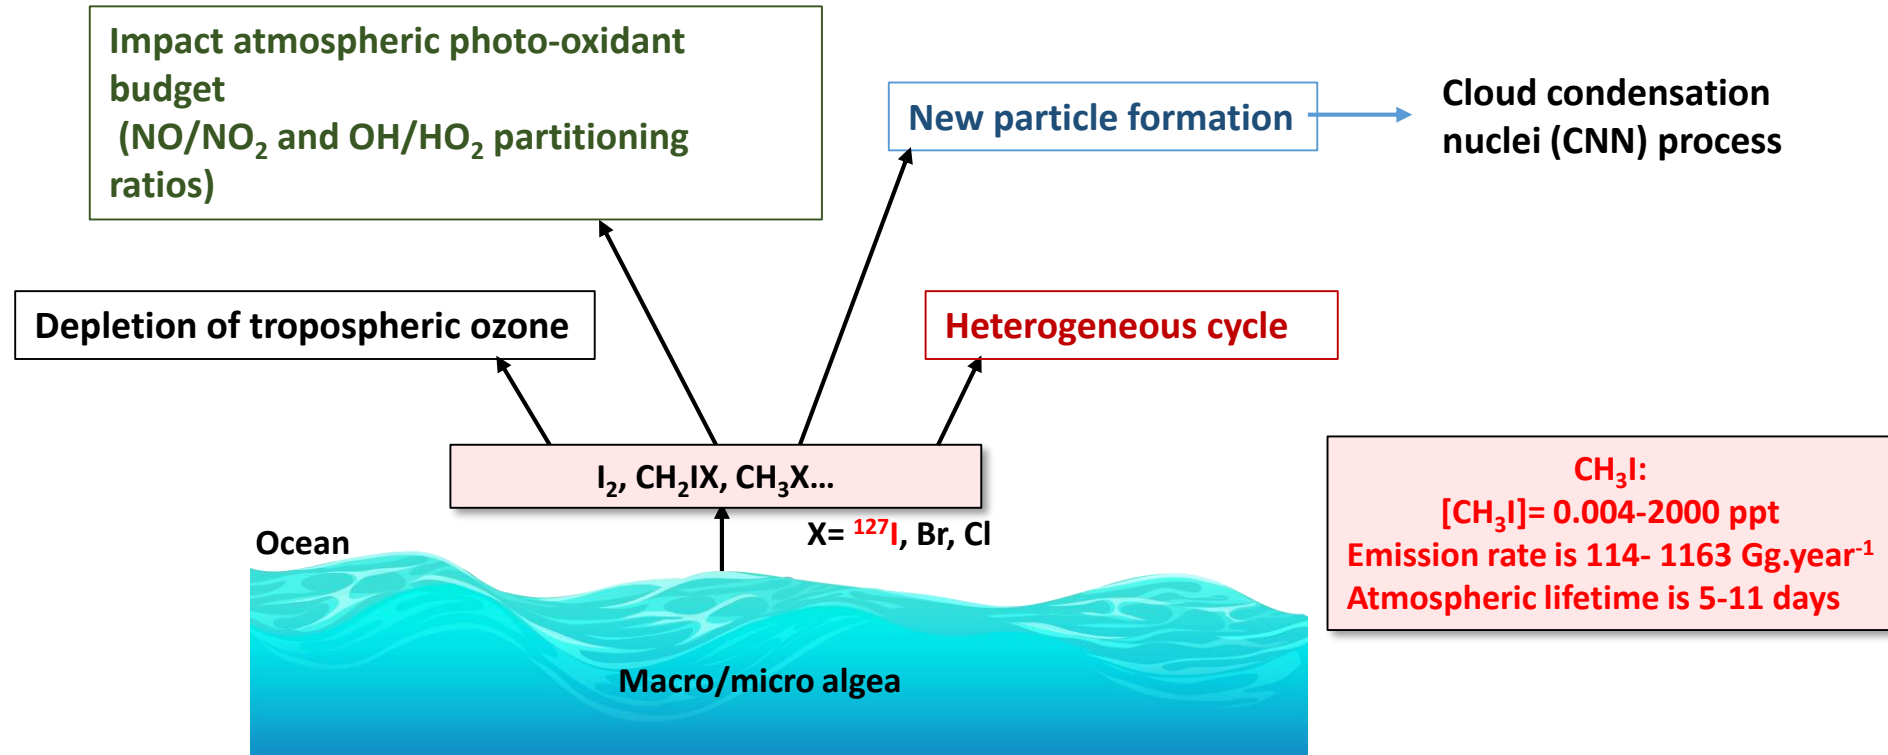 Impact atmospheric photo-oxidant
budget
(NO/NO₂ and OH/HO₂ partitioning
ratios)
New particle formation
Cloud condensation
nuclei (CNN) process
Depletion of tropospheric ozone
Heterogeneous cycle
I₂, CH₂IX, CH₃X...
X= ¹²⁷I, Br, Cl
CH₃I:
[CH₃I]= 0.004-2000 ppt
Emission rate is 114- 1163 Gg.year⁻¹
Atmospheric lifetime is 5-11 days
Ocean
Macro/micro algea